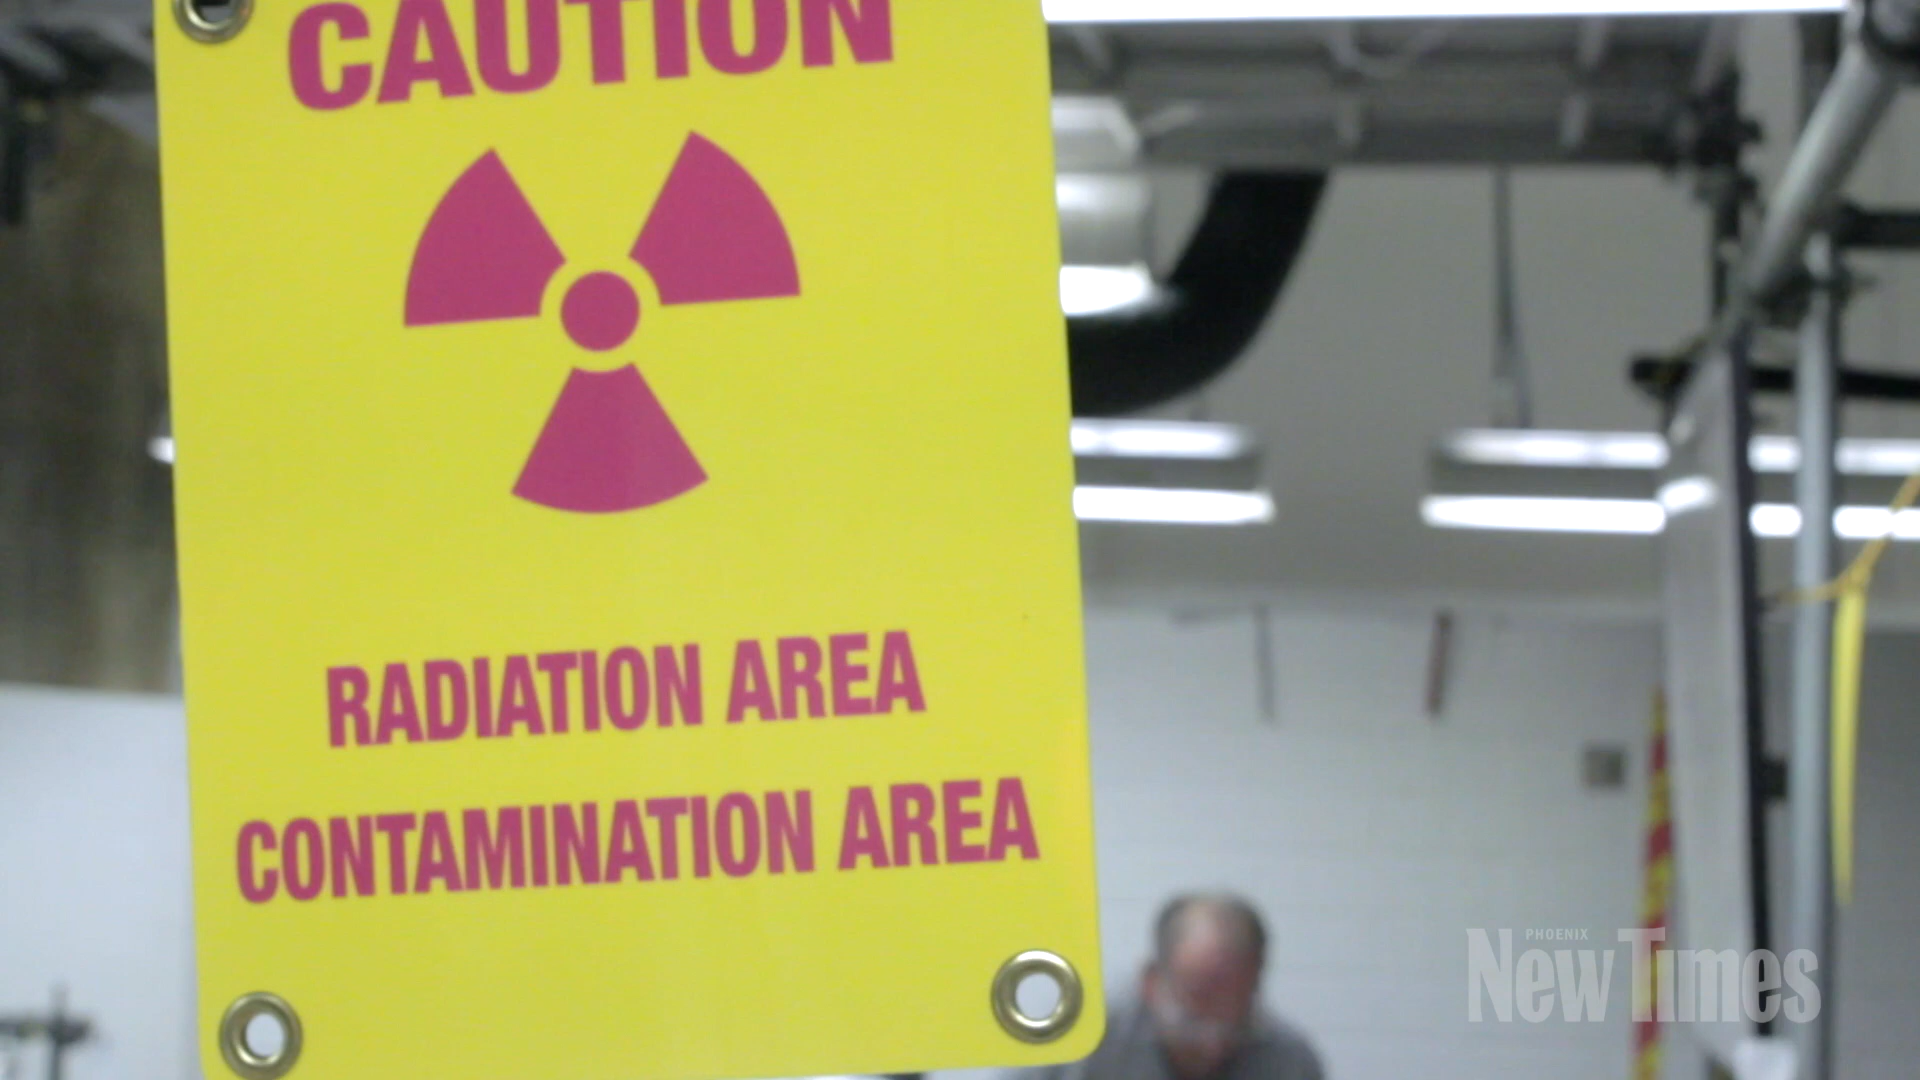 CAUTION
RADIATION AREA
CONTAMINATION AREA
PHOENIX
New Times